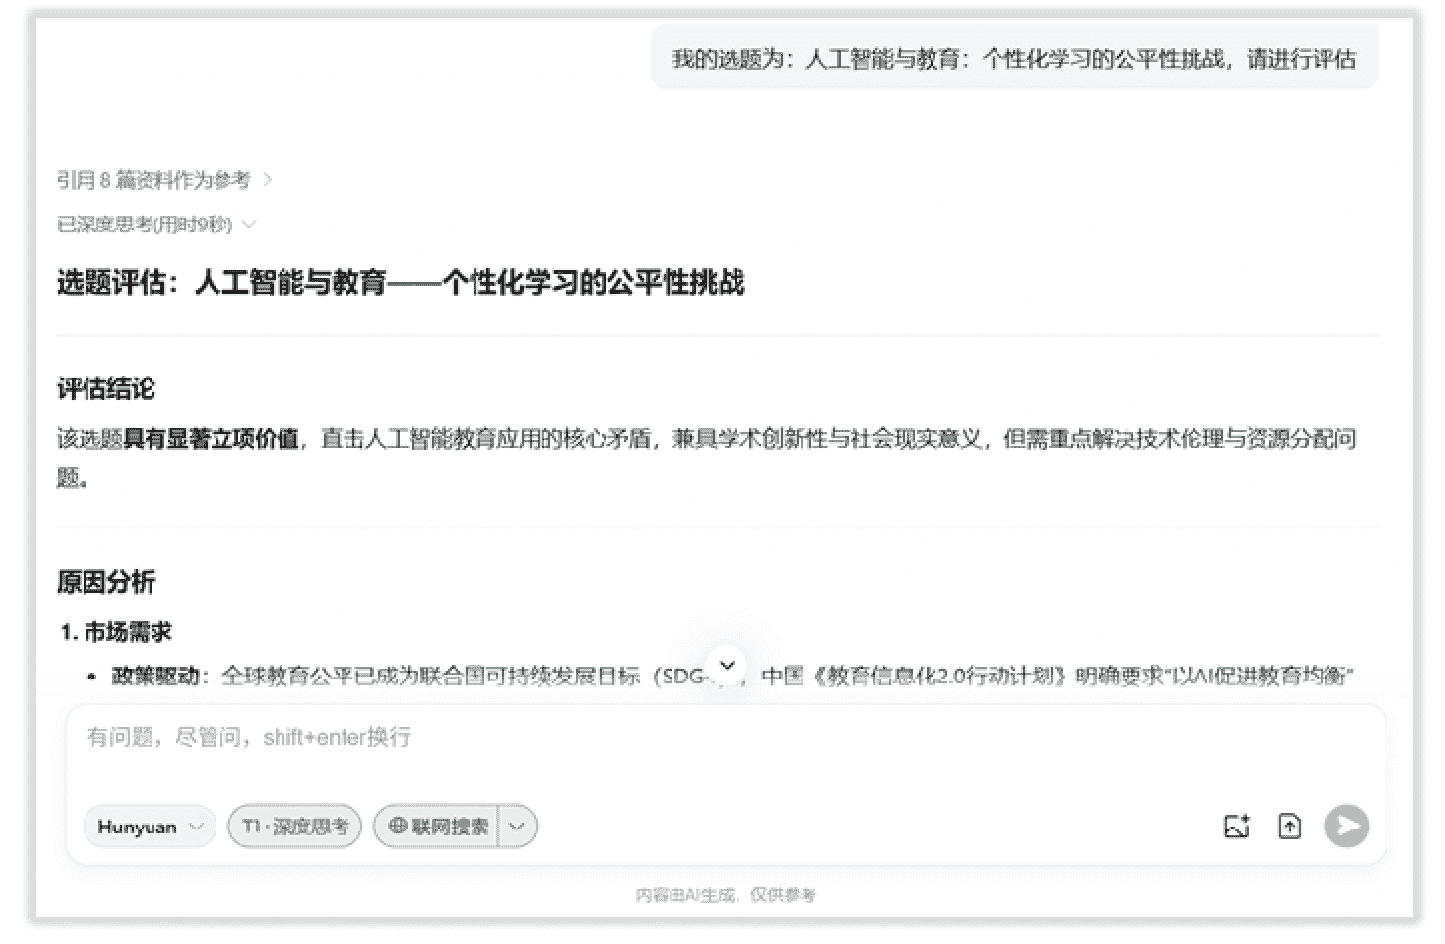 我的选题为：人工智能与教育：个性化学习的公平性挑战，请进行评估
引用 8 篇资料作为参考
已深度思考(用时9秒)
选题评估：人工智能与教育——个性化学习的公平性挑战
评估结论
该选题具有显著立项价值，直击人工智能教育应用的核心矛盾，兼具学术创新性与社会现实意义，但需重点解决技术伦理与资源分配问
题。
原因分析
1. 市场需求
• 政策驱动：全球教育公平已成为联合国可持续发展目标（SDG-），中国《教育信息化2.0行动计划》明确要求“以AI促进教育均衡”
有问题，尽管问，shift+enter换行
Hunyuan T1·深度思考 联网搜索
内容由AI生成，仅供参考